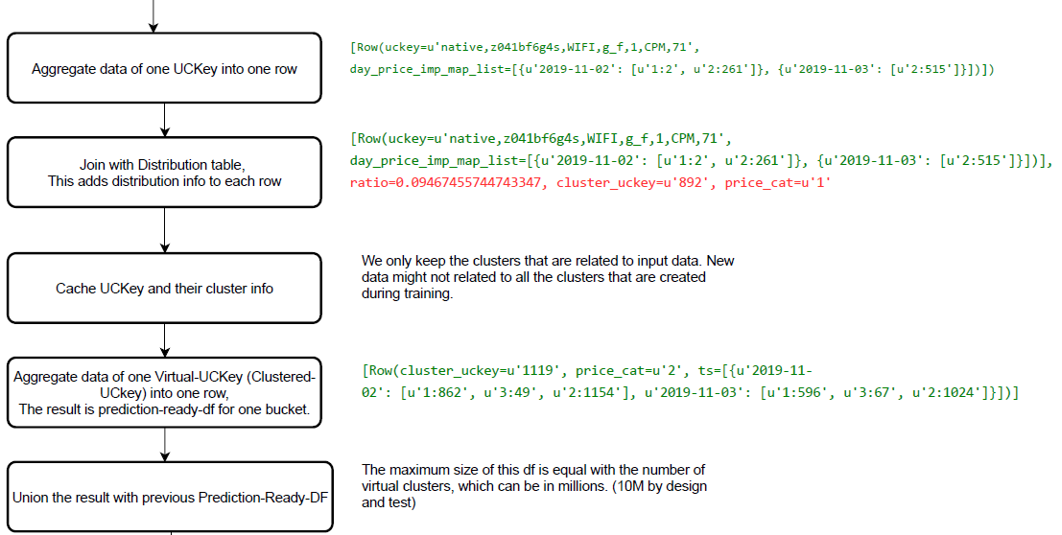 Aggregate data of one UCKey into one row
[Row(uckey=u'native,z041bf6g4s,WIFI,g_f,1,CPM,71',
day_price_imp_map_list=[{u'2019-11-02': [u'1:2', u'2:261']}, {u'2019-11-03': [u'2:515']}])])
Join with Distribution table,
This adds distribution info to each row
[Row(uckey=u'native,z041bf6g4s,WIFI,g_f,1,CPM,71',
day_price_imp_map_list=[{u'2019-11-02': [u'1:2', u'2:261']}, {u'2019-11-03': [u'2:515']}])],
ratio=0.09467455744743347, cluster_uckey=u'892', price_cat=u'1'
Cache UCKey and their cluster info
We only keep the clusters that are related to input data. New
data might not related to all the clusters that are created
during training.
Aggregate data of one Virtual-UCKey (Clustered-
UCkey) into one row,
The result is prediction-ready-df for one bucket.
[Row(cluster_uckey=u'1119', price_cat=u'2', ts=[{u'2019-11-
02': [u'1:862', u'3:49', u'2:1154'], u'2019-11-03': [u'1:596', u'3:67', u'2:1024']}])]
Union the result with previous Prediction-Ready-DF
The maximum size of this df is equal with the number of
virtual clusters, which can be in millions. (10M by design
and test)